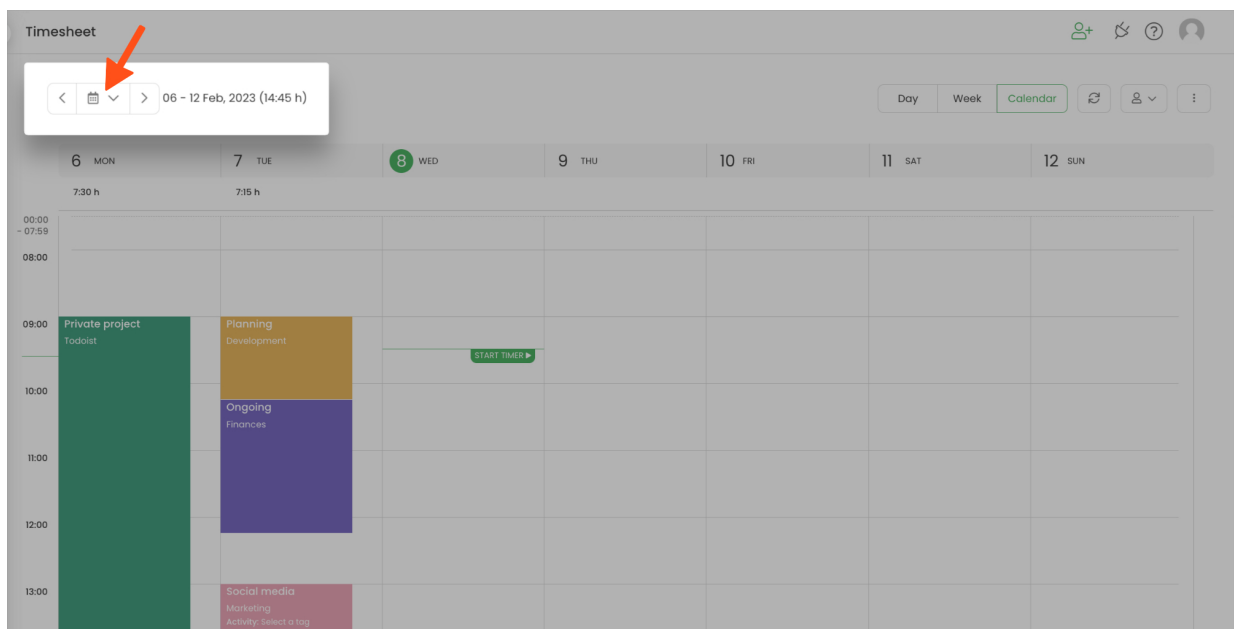 Timesheet
06 - 12 Feb, 2023 (14:45 h)
Day Week Calendar
6 MON 7 TUE 8 WED 9 THU 10 FRI 11 SAT 12 SUN
7:30 h 7:15 h
00:00
- 07:59
08:00
09:00 Private project Planning
Todoist Development
START TIMER
10:00
Ongoing
Finances
11:00
12:00
13:00 Social media
Marketing
Activity: Select a tag